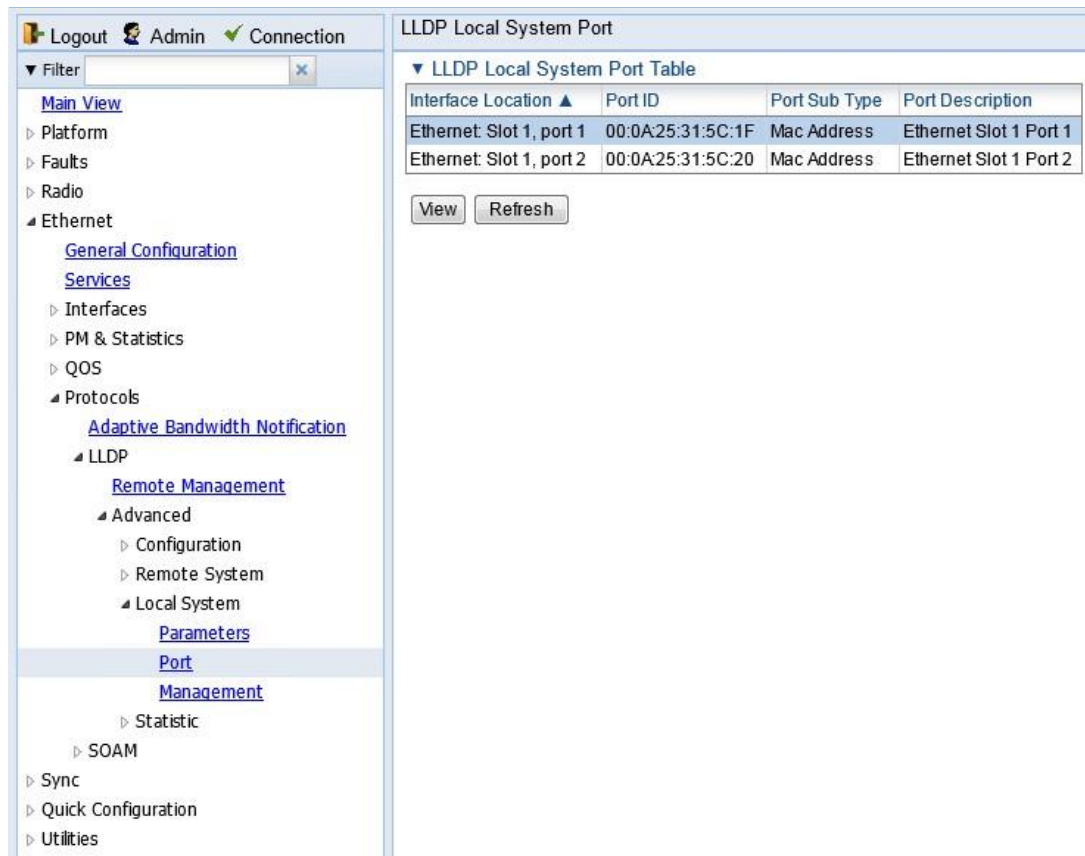 Logout Admin Connection
▼ Filter
Main View
Platform
Faults
Radio
Ethernet
General Configuration
Services
Interfaces
PM & Statistics
QOS
Protocols
Adaptive Bandwidth Notification
LLDP
Remote Management
Advanced
Configuration
Remote System
Local System
Parameters
Port
Management
Statistic
SOAM
Sync
Quick Configuration
Utilities
LLDP Local System Port
▼ LLDP Local System Port Table
Interface Location ▲ Port ID Port Sub Type Port Description
Ethernet: Slot 1, port 1 00:0A:25:31:5C:1F Mac Address Ethernet Slot 1 Port 1
Ethernet: Slot 1, port 2 00:0A:25:31:5C:20 Mac Address Ethernet Slot 1 Port 2
View Refresh